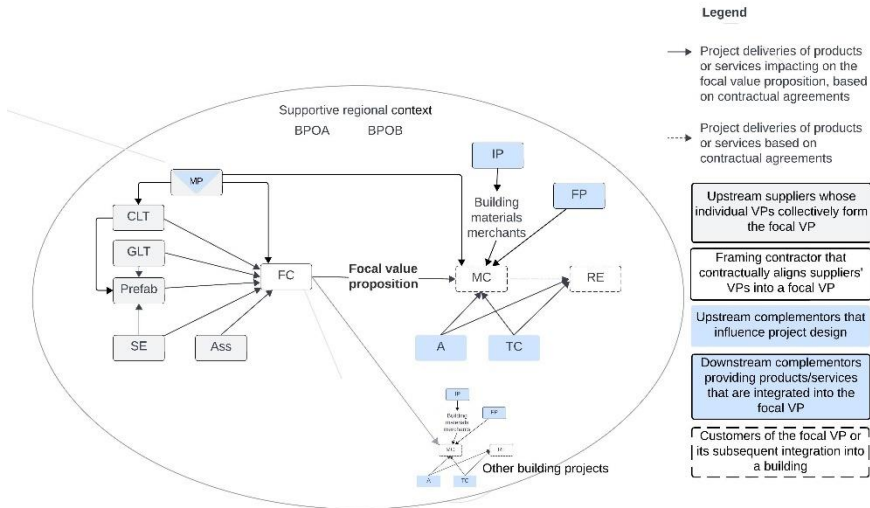 Legend
Project deliveries of products
or services impacting on the
focal value proposition, based
on contractual agreements
Project deliveries of products
or services based on
contractual agreements
Upstream suppliers whose
individual VPs collectively form
the focal VP
Framing contractor that
contractually aligns suppliers'
VPs into a focal VP
Upstream complementors that
influence project design
Downstream complementors
providing products/services
that are integrated into the
focal VP
Customers of the focal VP or
its subsequent integration into
a building
Supportive regional context
BPOA BPOB
MP
IP
FP
CLT
Building
materials
merchants
GLT
Prefab
FC
Focal value
proposition
MC
RE
SE
Ass
A
TC
IP
FP
Building
materials
merchants
MC
A
TC
Other building projects